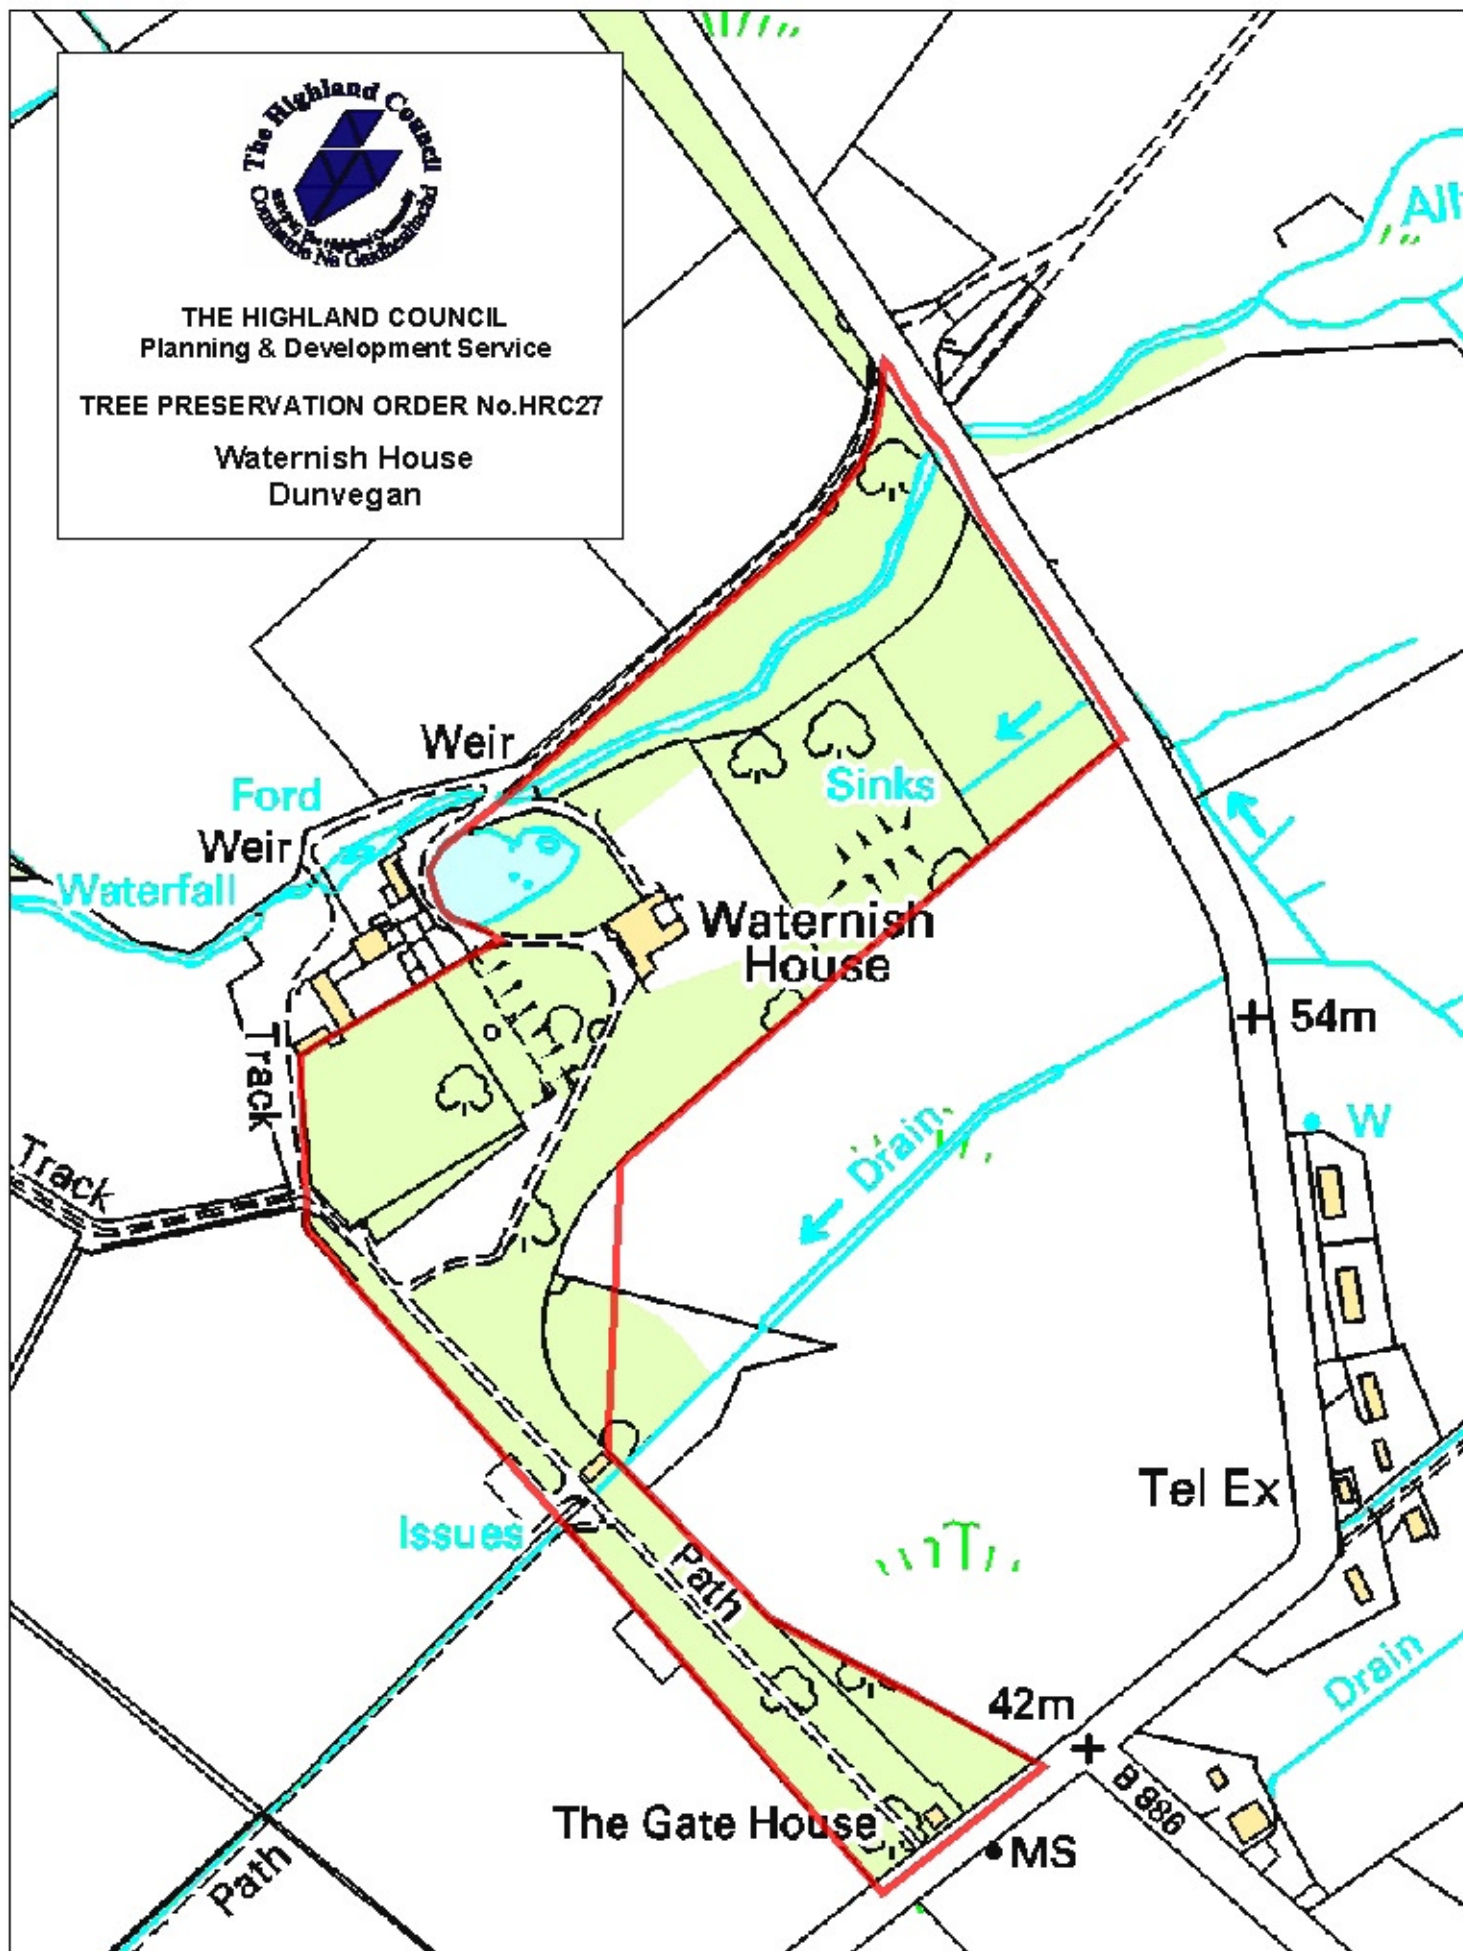 The Highland Council
Comhairle Na Gaidhealtachd
THE HIGHLAND COUNCIL
Planning & Development Service
TREE PRESERVATION ORDER No.HRC27
Waternish House
Dunvegan
Allt
Weir
Ford
Weir
Waterfall
Sinks
Waternish
House
54m
Track
Track
Drain
W
Tel Ex
Issues
Path
Drain
42m
B 886
The Gate House
MS
Path